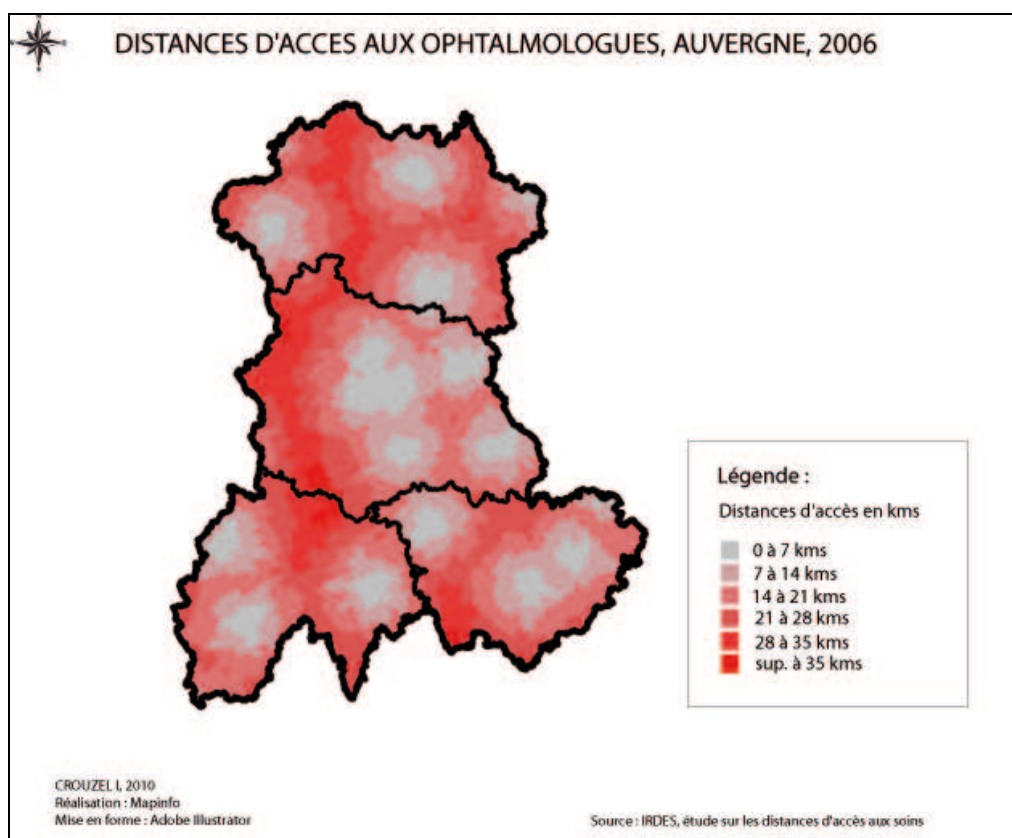 DISTANCES D'ACCES AUX OPHTALMOLOGUES, AUVERGNE, 2006
Légende :
Distances d'accès en kms
0 à 7 kms
7 à 14 kms
14 à 21 kms
21 à 28 kms
28 à 35 kms
sup. à 35 kms
CROUZEL I, 2010
Réalisation : Mapinfo
Mise en forme : Adobe Illustrator
Source : IRDES, étude sur les distances d'accès aux soins